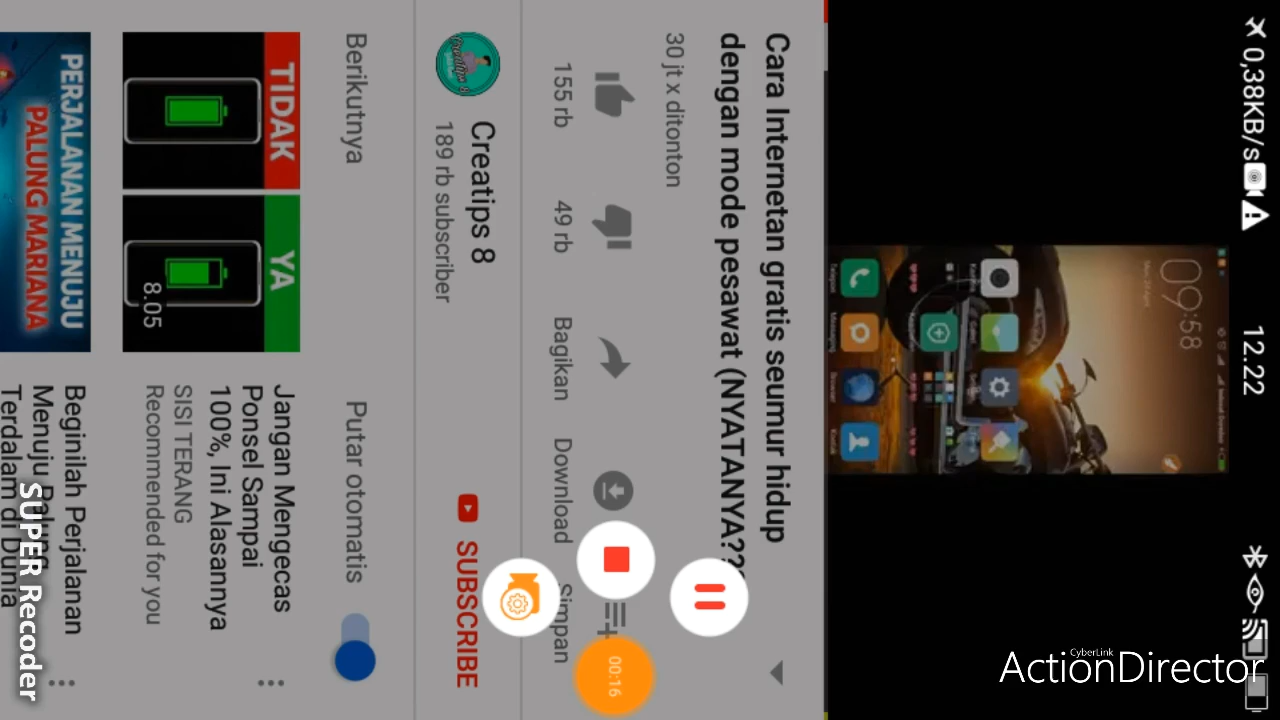 0,38KB/s
12.22
09:58
Cara Internetan gratis seumur hidup
dengan mode pesawat (NYATANYA??
30 jt x ditonton
155 rb
49 rb
Bagikan
Download
Simpan
Creatips 8
189 rb subscriber
SUBSCRIBE
Berikutnya
Putar otomatis
TIDAK
YA
8.05
Jangan Mengecas
Ponsel Sampai
100%, Ini Alasannya
SISI TERANG
Recommended for you
PERJALANAN MENUJU
PALUNG MARIANA
Beginilah Perjalanan
Menuju Palung
Terdalam di Dunia
00:16
SUPER Recoder
CyberLink
ActionDirector